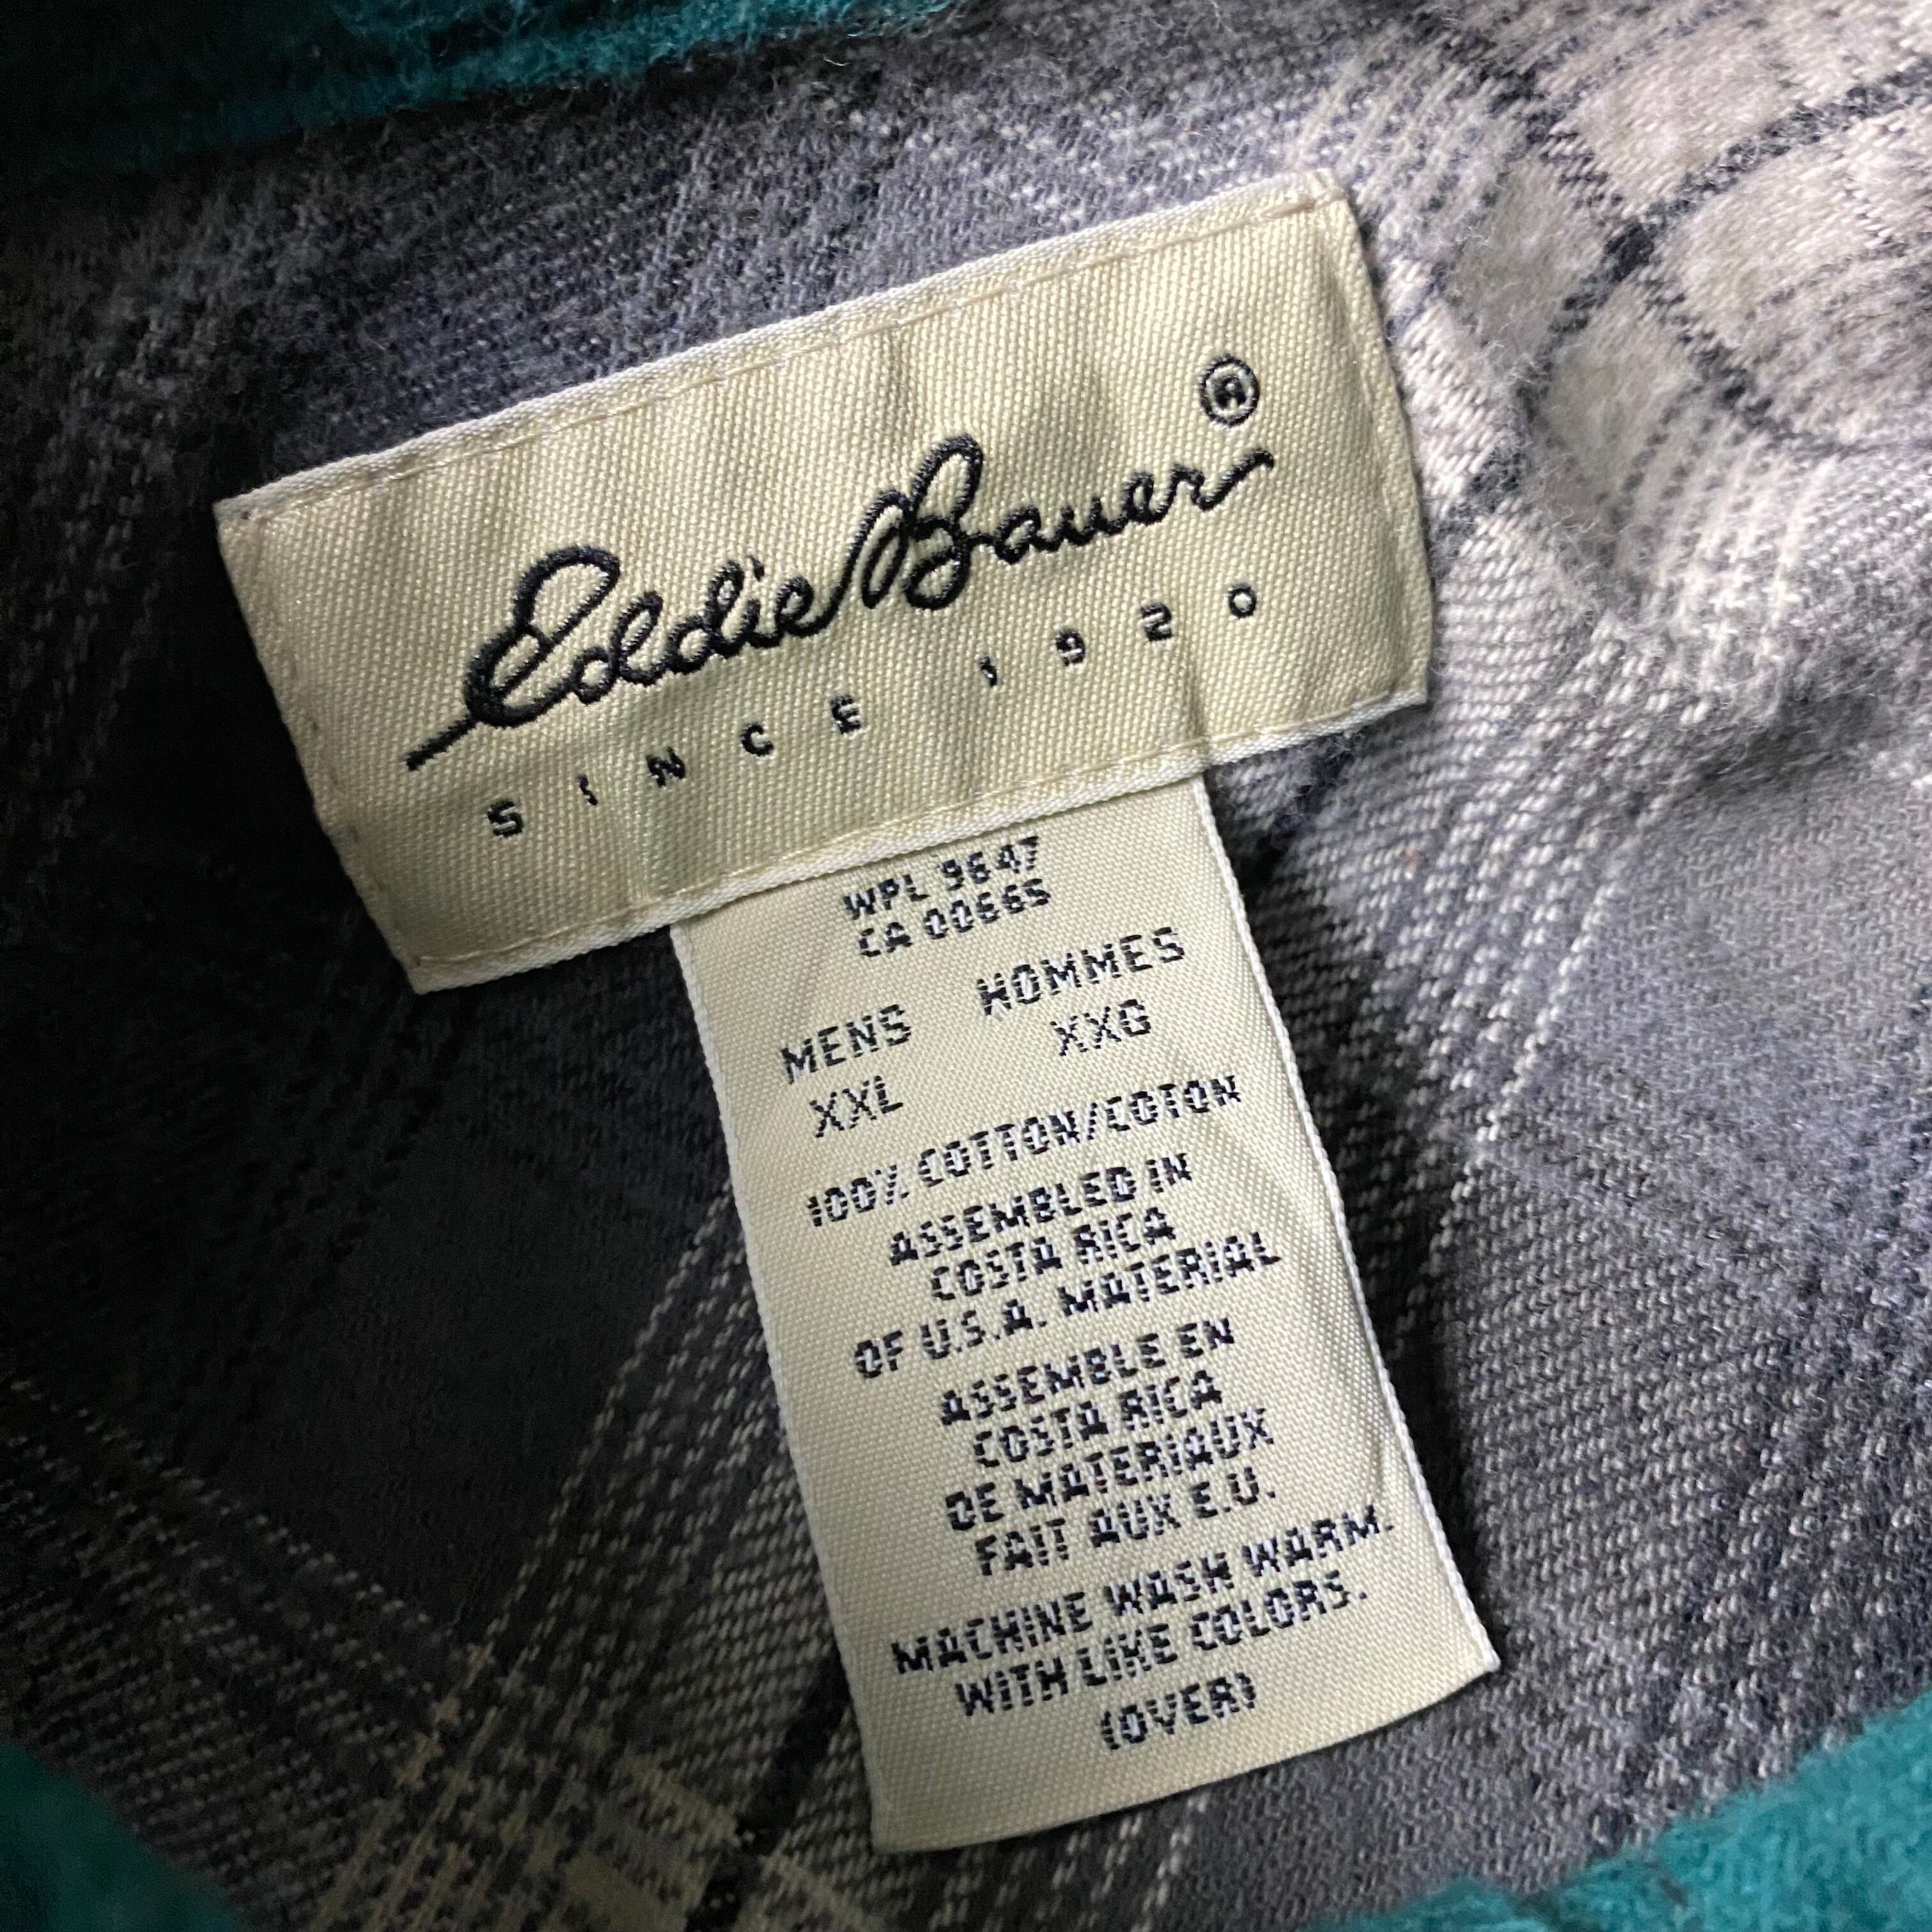 Eddie Bauer®
SINCE 1920
WPL 9647
CA 00665
MENS HOMMES
XXL XXG
100% COTTON/COTON
ASSEMBLED IN
COSTA RICA
OF U.S.A. MATERIAL
ASSEMBLE EN
COSTA RICA
DE MATERIAUX
FAIT AUX E.U.
MACHINE WASH WARM.
WITH LIKE COLORS.
(OVER)